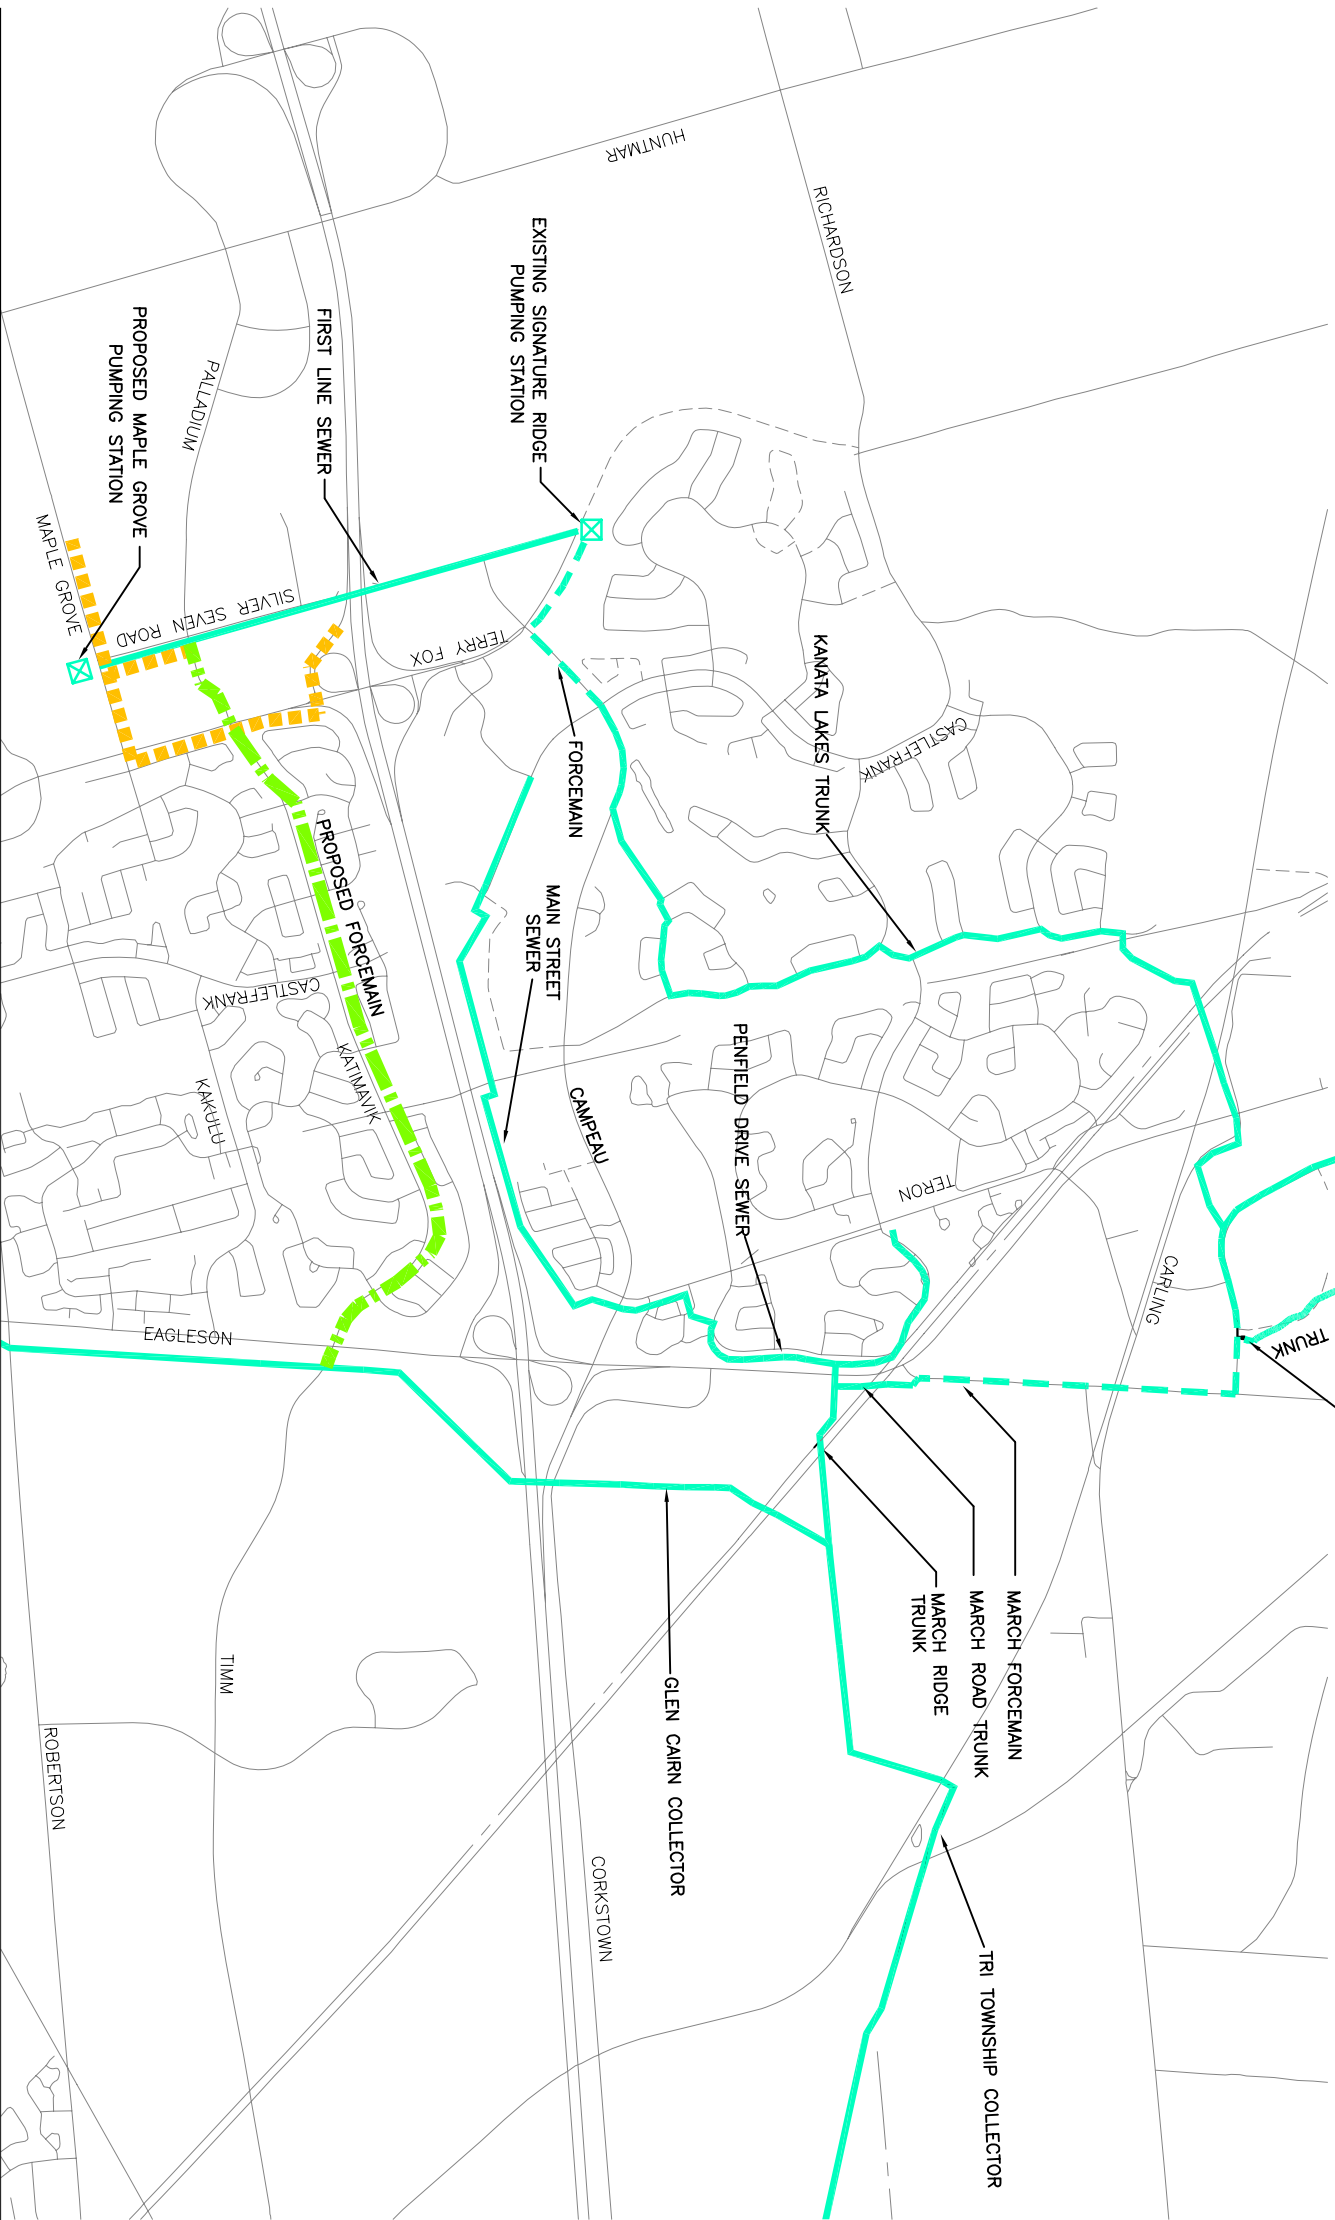 HUNTMAR
RICHARDSON
EXISTING SIGNATURE RIDGE
PUMPING STATION
FIRST LINE SEWER
PROPOSED MAPLE GROVE
PUMPING STATION
PALLADIUM
MAPLE GROVE
SILVER SEVEN ROAD
TERRY FOX
KANATA LAKES TRUNK
CASTLEFRANK
FORCEMAIN
PROPOSED FORCEMAIN
MAIN STREET
SEWER
CASTLEFRANK
KATIMAVIK
KAKULU
CAMPEAU
PENFIELD DRIVE SEWER
TERON
CARLING
TRUNK
EAGLESON
MARCH FORCEMAIN
MARCH ROAD TRUNK
MARCH RIDGE
TRUNK
GLEN CAIRN COLLECTOR
TIMM
ROBERTSON
CORKSTOWN
TRI TOWNSHIP COLLECTOR